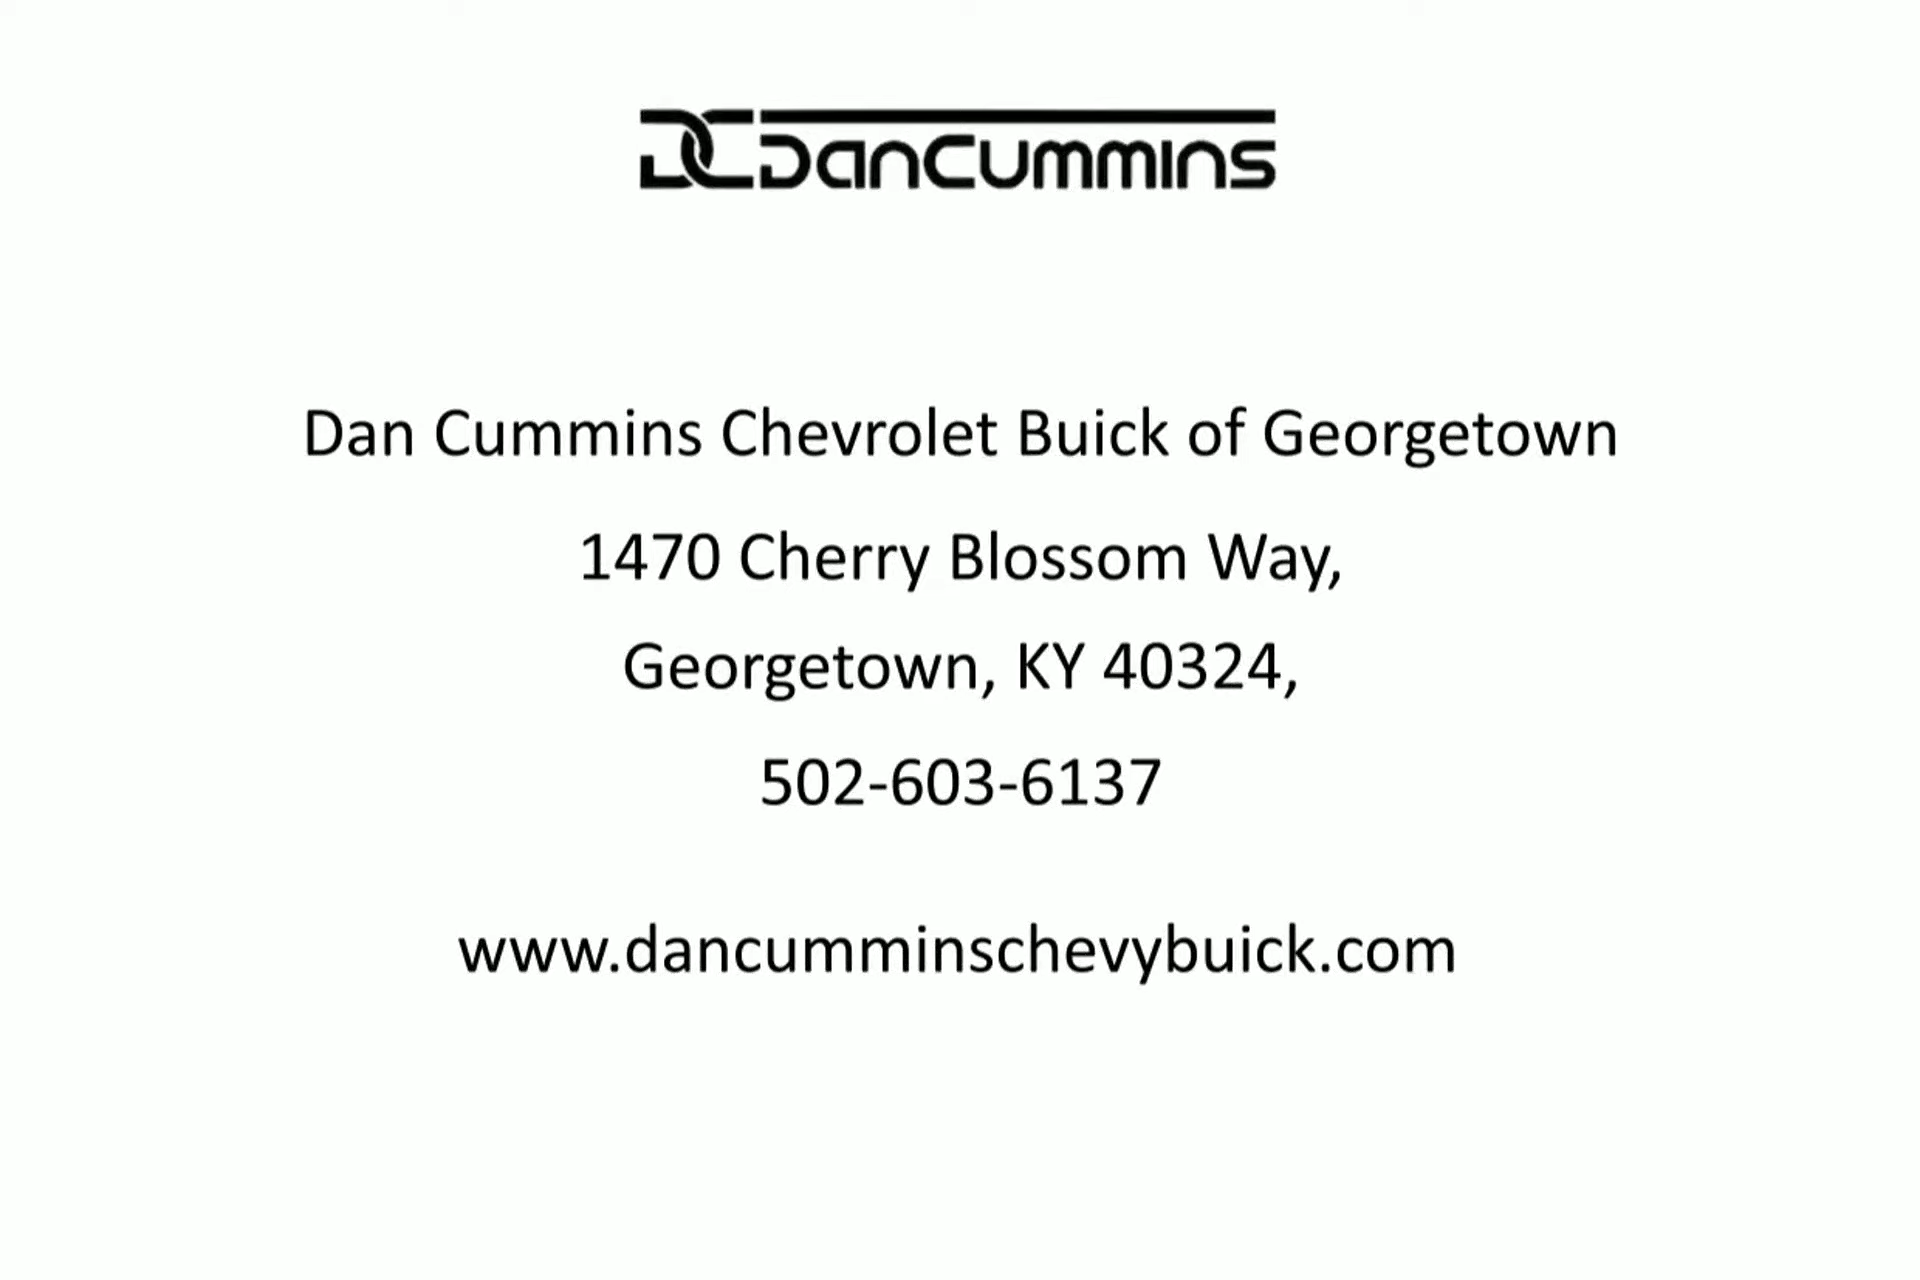 DC DanCummins
Dan Cummins Chevrolet Buick of Georgetown
1470 Cherry Blossom Way,
Georgetown, KY 40324,
502-603-6137
www.dancumminschevybuick.com